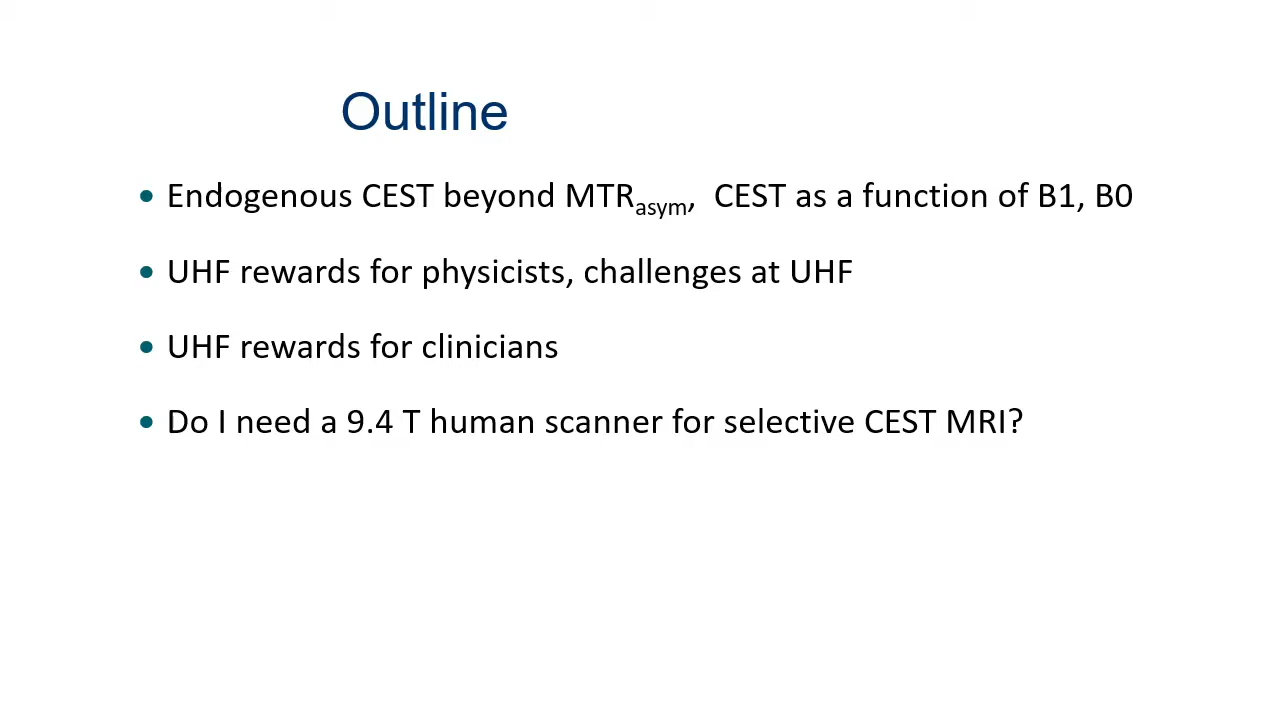 Outline
• Endogenous CEST beyond MTRasym, CEST as a function of B1, B0
• UHF rewards for physicists, challenges at UHF
• UHF rewards for clinicians
• Do I need a 9.4 T human scanner for selective CEST MRI?